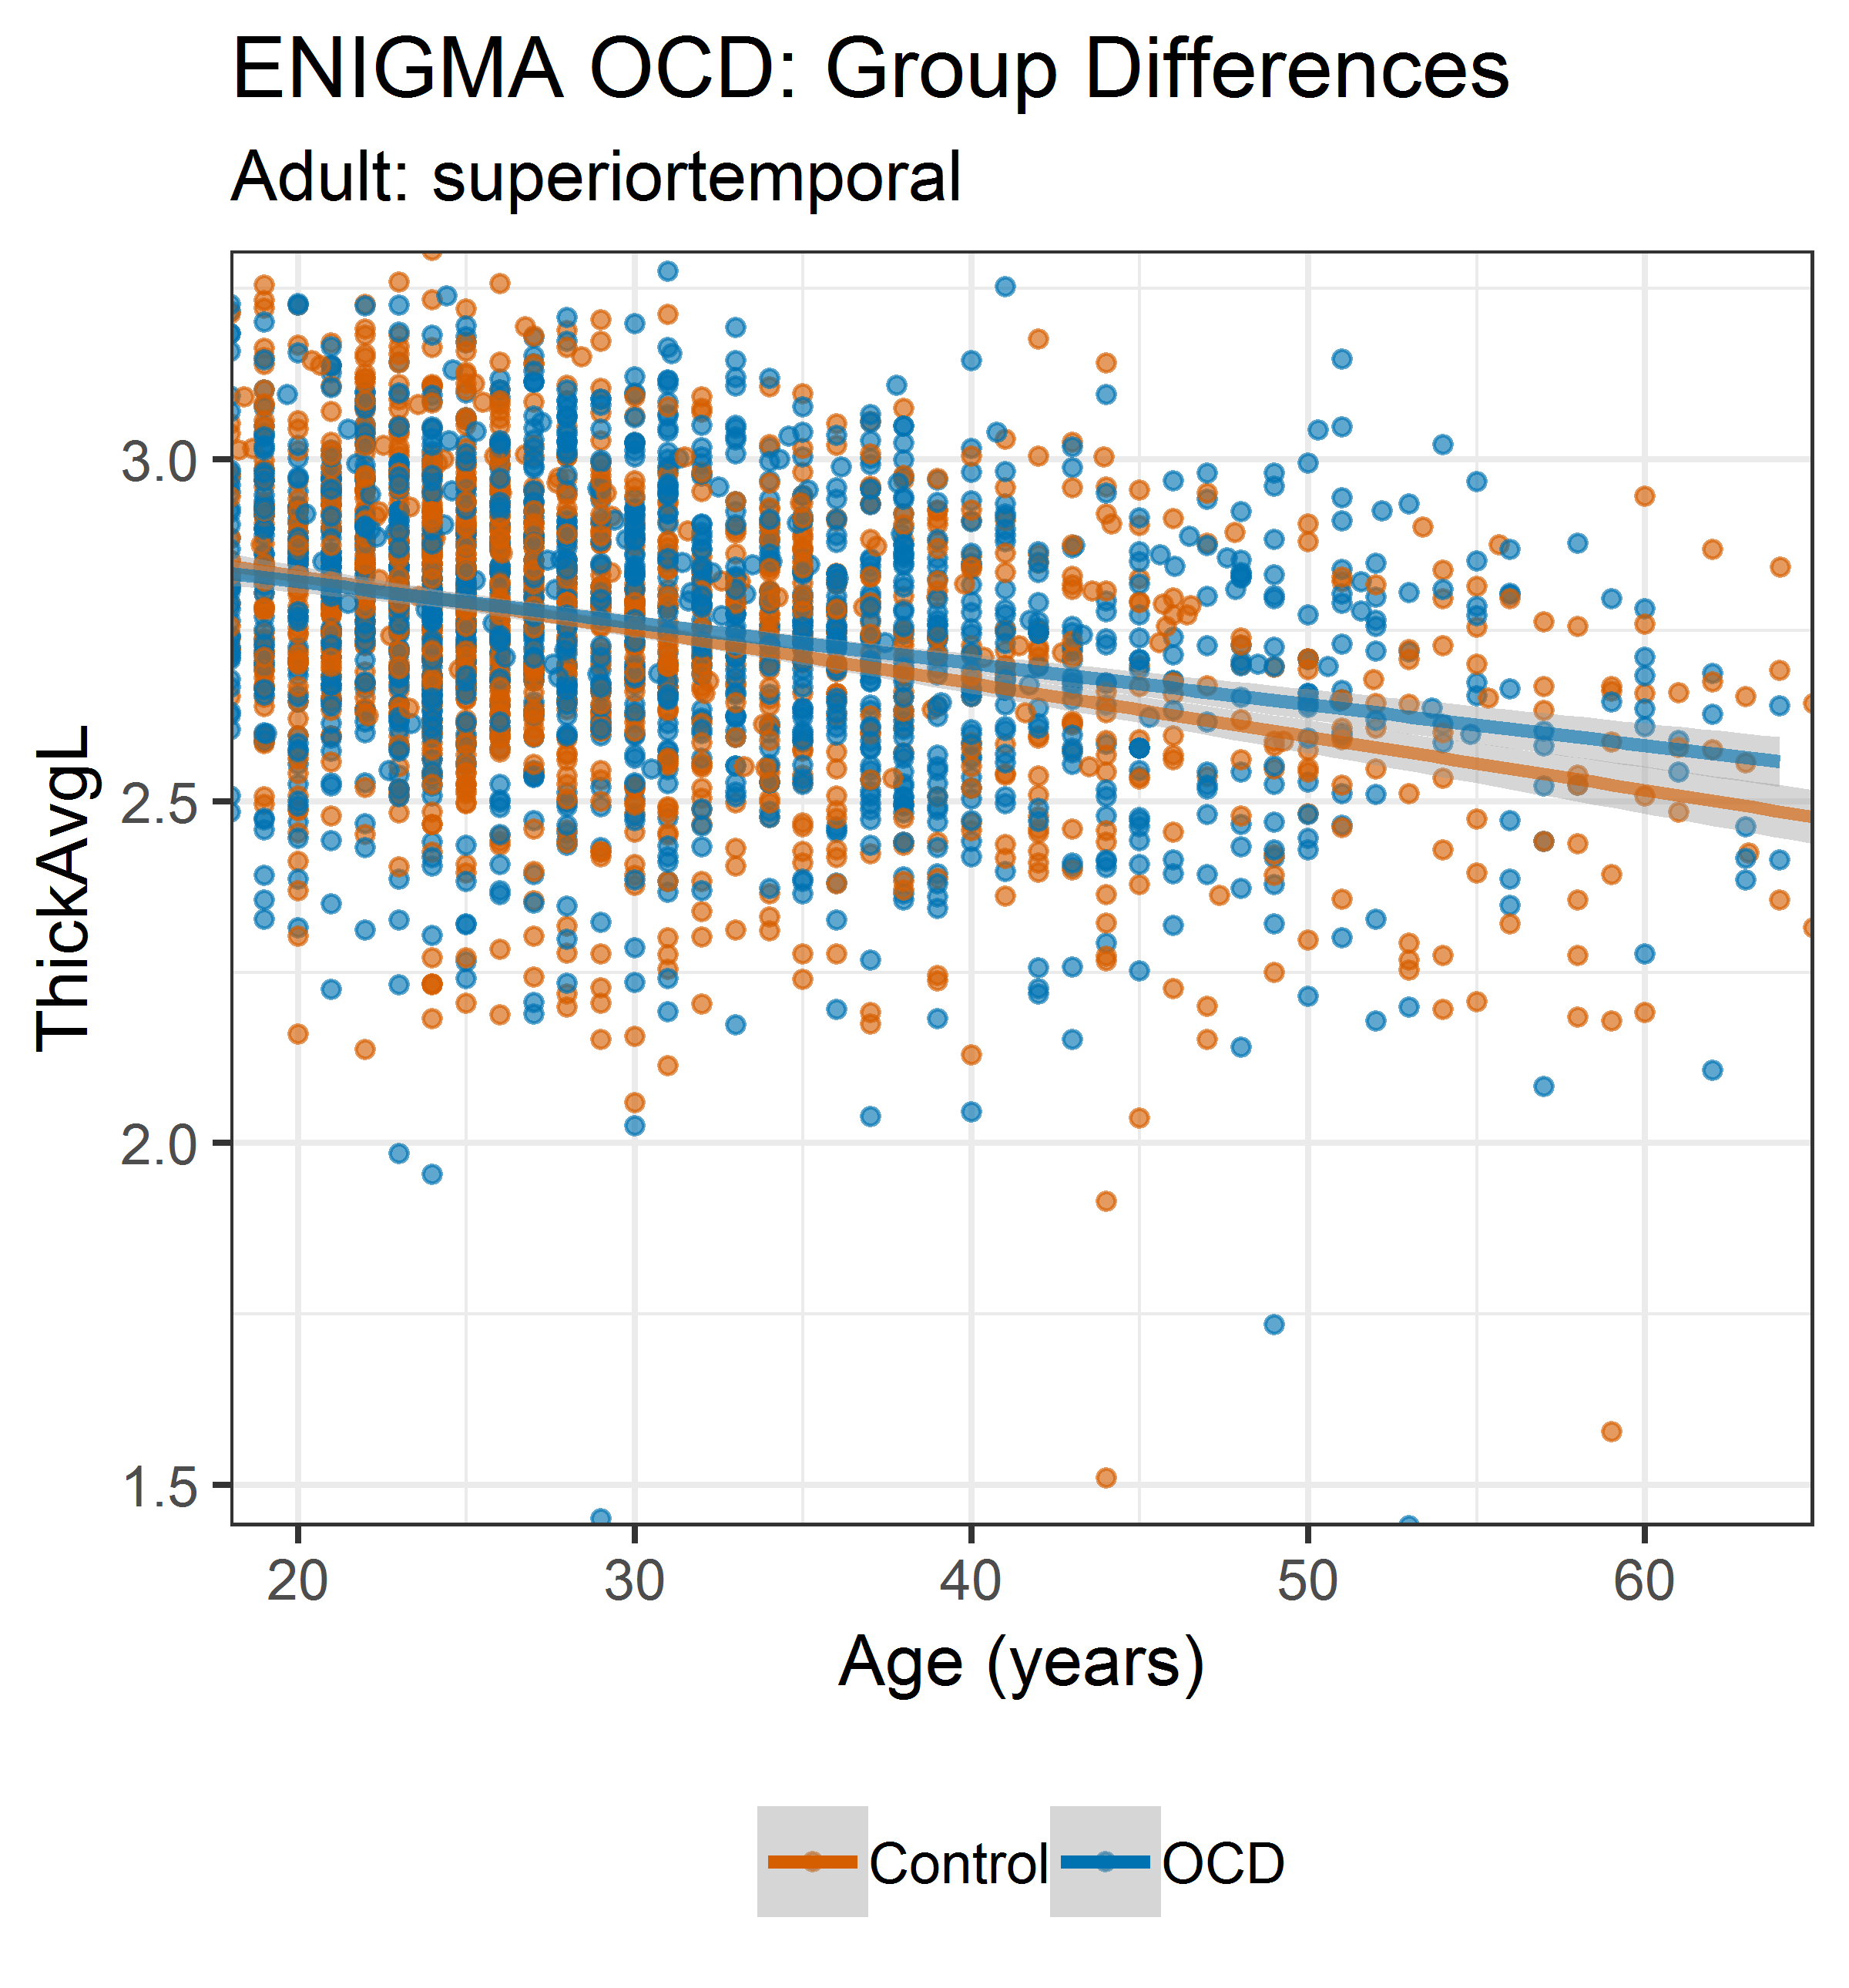 ENIGMA OCD: Group Differences
Adult: superiortemporal
ThickAvgL
3.0
2.5
2.0
1.5
20 30 40 50 60
Age (years)
Control OCD